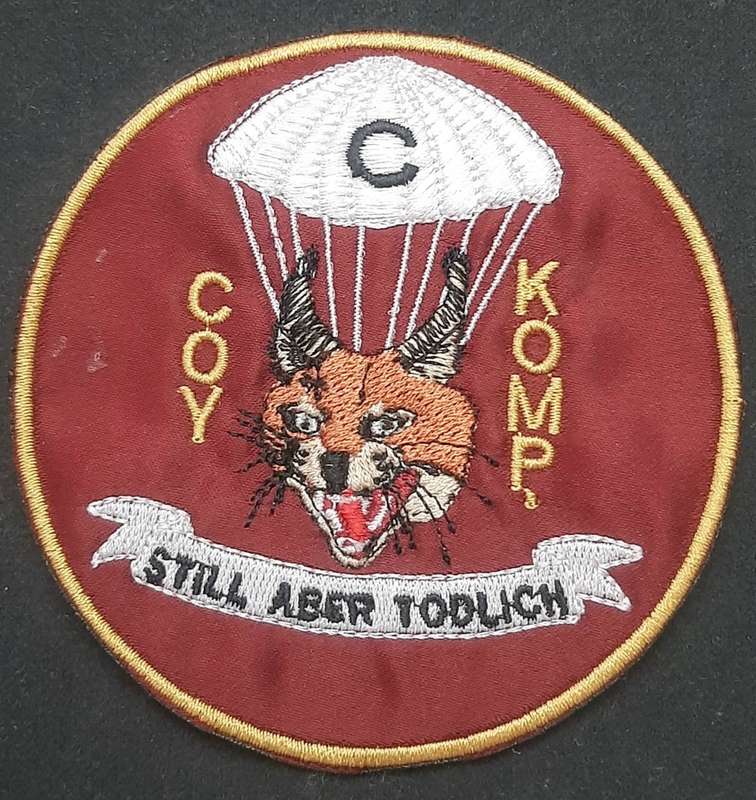 C
COY
KOMP.
STILL ABER TODLICH